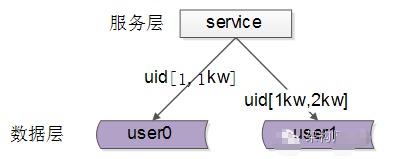 服务层
service
uid[1, 1kw]
uid[1kw,2kw]
数据层
user0
user1